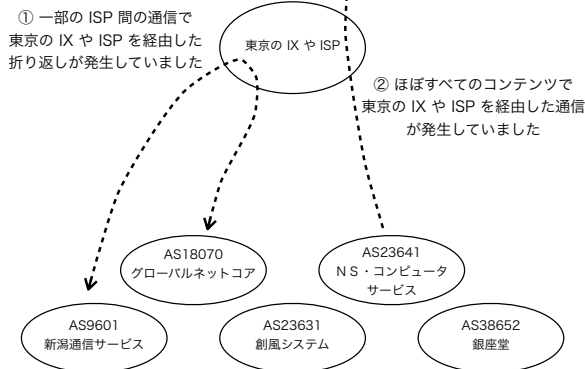 ① 一部の ISP 間の通信で
東京の IX や ISP を経由した
折り返しが発生していました
東京の IX や ISP
② ほぼすべてのコンテンツで
東京の IX や ISP を経由した通信
が発生していました
AS18070
グローバルネットコア
AS23641
ＮＳ・コンピュータ
サービス
AS9601
新潟通信サービス
AS23631
創風システム
AS38652
銀座堂